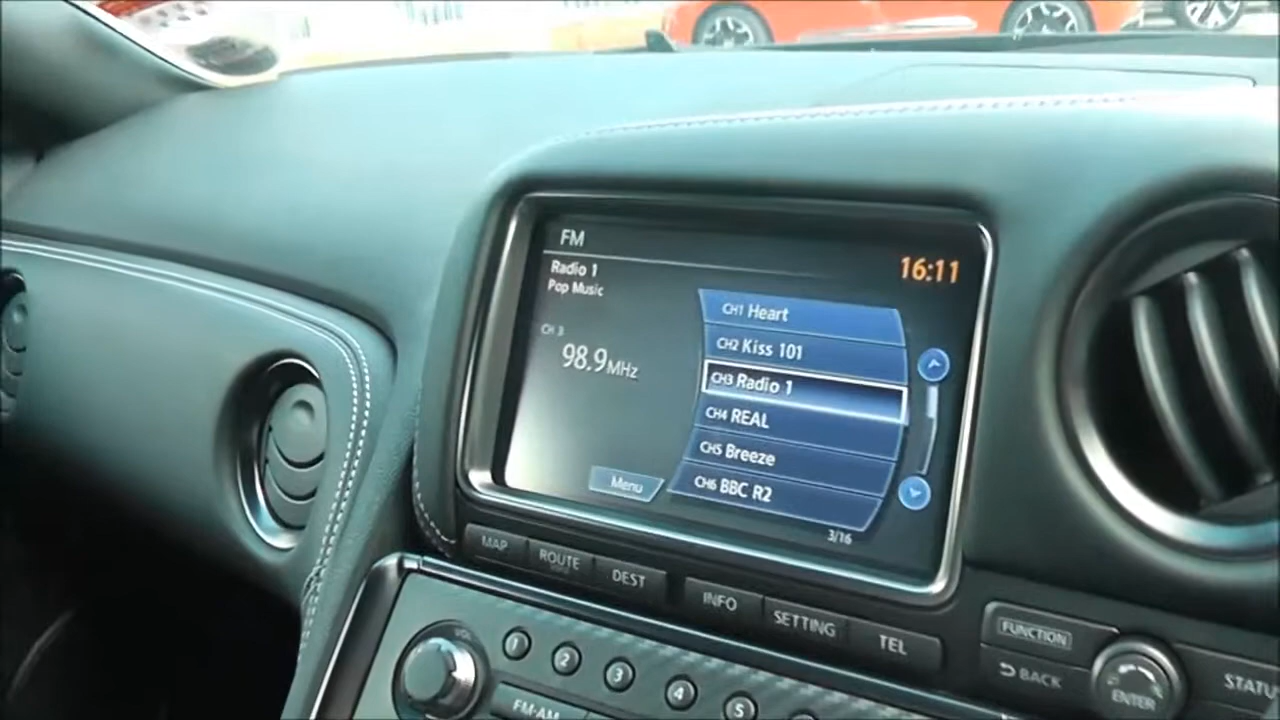 FM
16:11
Radio 1
Pop Music
CH 3
98.9MHz
CH1 Heart
CH2 Kiss 101
CH3 Radio 1
CH4 REAL
CH5 Breeze
CH6 BBC R2
Menu
3/16
MAP
ROUTE
DEST
INFO
SETTING
TEL
FUNCTION
BACK
ENTER
STATU
VOL
1
2
3
4
5
FM·AM